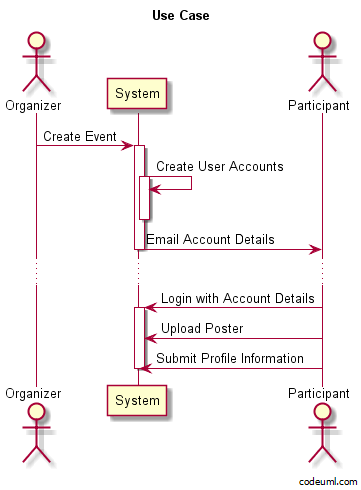 Use Case
Organizer
System
Participant
Create Event
Create User Accounts
Email Account Details
Login with Account Details
Upload Poster
Submit Profile Information
Organizer
System
Participant
codeuml.com